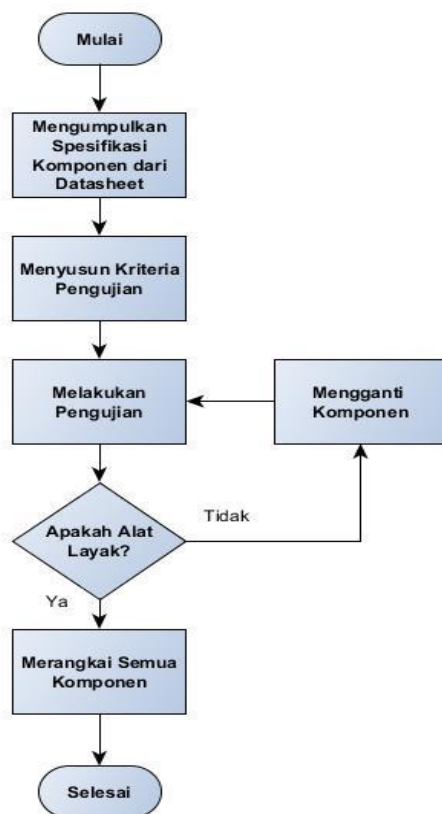 Mulai
Mengumpulkan
Spesifikasi
Komponen dari
Datasheet
Menyusun Kriteria
Pengujian
Melakukan
Pengujian
Mengganti
Komponen
Apakah Alat
Layak?
Tidak
Ya
Merangkai Semua
Komponen
Selesai